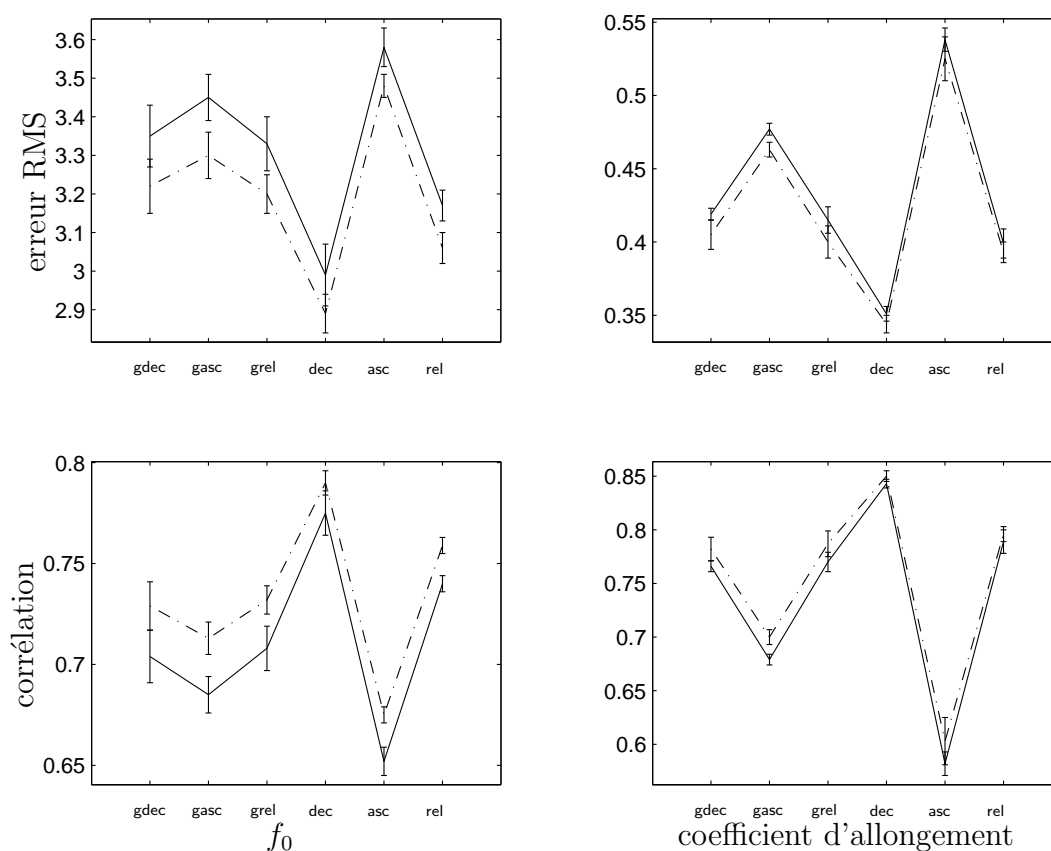 3.6
3.5
3.4
3.3
3.2
3.1
3
2.9
erreur RMS
gdec gasc grel dec asc rel
0.55
0.5
0.45
0.4
0.35
gdec gasc grel dec asc rel
0.8
0.75
0.7
0.65
corrélation
gdec gasc grel dec asc rel
f₀
0.85
0.8
0.75
0.7
0.65
0.6
gdec gasc grel dec asc rel
coefficient d'allongement